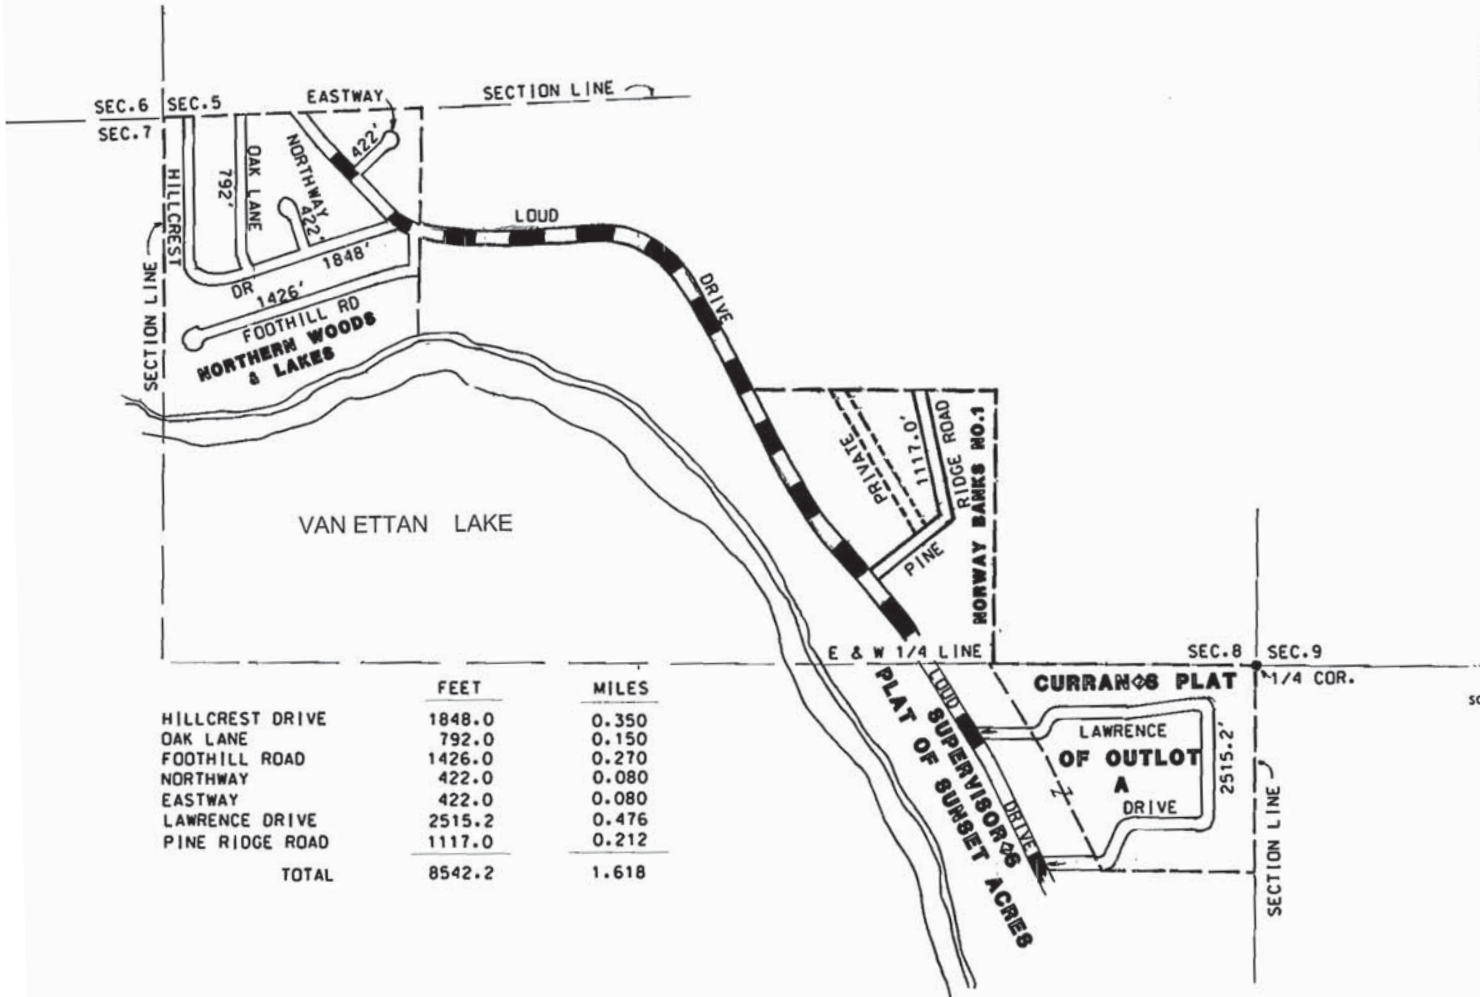 SEC.6 SEC.5
SEC.7
EASTWAY
SECTION LINE
422'
NORTHWAY
422'
OAK LANE
792'
HILLCREST
DR
1848'
1426'
FOOTHILL RD
NORTHERN WOODS
& LAKES
SECTION LINE
LOUD
DRIVE
VAN ETTAN LAKE
PRIVATE
1117.0'
RIDGE ROAD
PINE
NORWAY BANKS NO.1
E & W 1/4 LINE
SEC.8 SEC.9
1/4 COR.
CURRAN◊S PLAT
OF OUTLOT
A
LAWRENCE
DRIVE
2515.2'
SECTION LINE
LOUD
DRIVE
SUPERVISOR◊S
PLAT OF SUNSET ACRES
PLAT
FEET MILES
HILLCREST DRIVE 1848.0 0.350
OAK LANE 792.0 0.150
FOOTHILL ROAD 1426.0 0.270
NORTHWAY 422.0 0.080
EASTWAY 422.0 0.080
LAWRENCE DRIVE 2515.2 0.476
PINE RIDGE ROAD 1117.0 0.212
TOTAL 8542.2 1.618